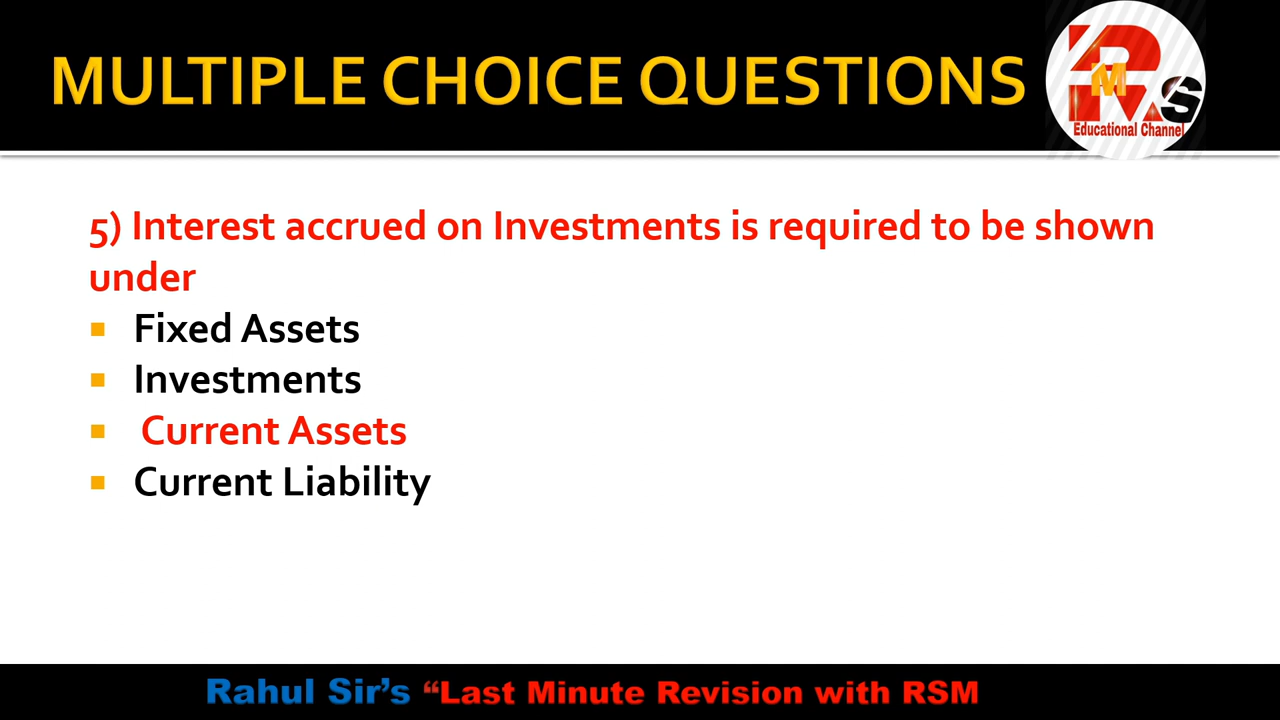 MULTIPLE CHOICE QUESTIONS
RMS
Educational Channel
5) Interest accrued on Investments is required to be shown
under
Fixed Assets
Investments
Current Assets
Current Liability
Rahul Sir's “Last Minute Revision with RSM